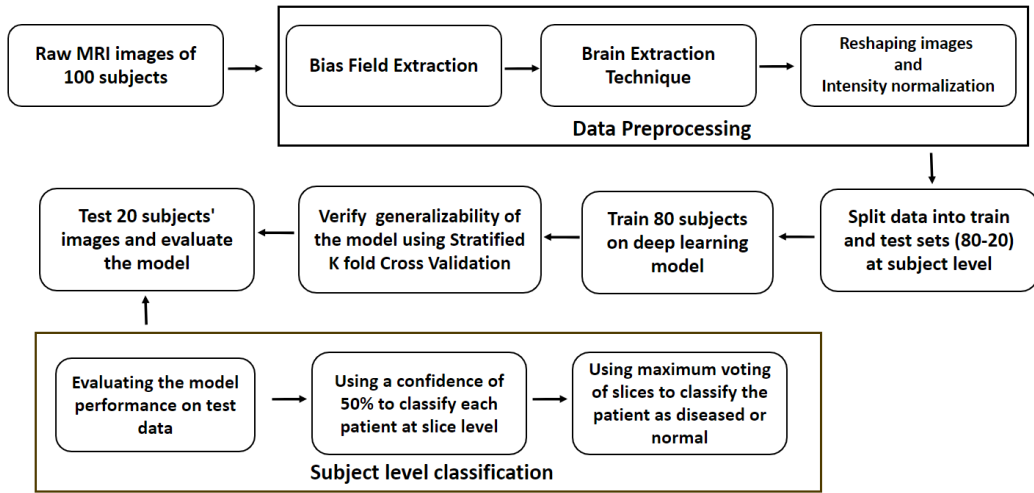 Raw MRI images of
100 subjects
Bias Field Extraction
Brain Extraction
Technique
Reshaping images
and
Intensity normalization
Data Preprocessing
Split data into train
and test sets (80-20)
at subject level
Train 80 subjects
on deep learning
model
Verify generalizability of
the model using Stratified
K fold Cross Validation
Test 20 subjects'
images and evaluate
the model
Evaluating the model
performance on test
data
Using a confidence of
50% to classify each
patient at slice level
Using maximum voting
of slices to classify the
patient as diseased or
normal
Subject level classification